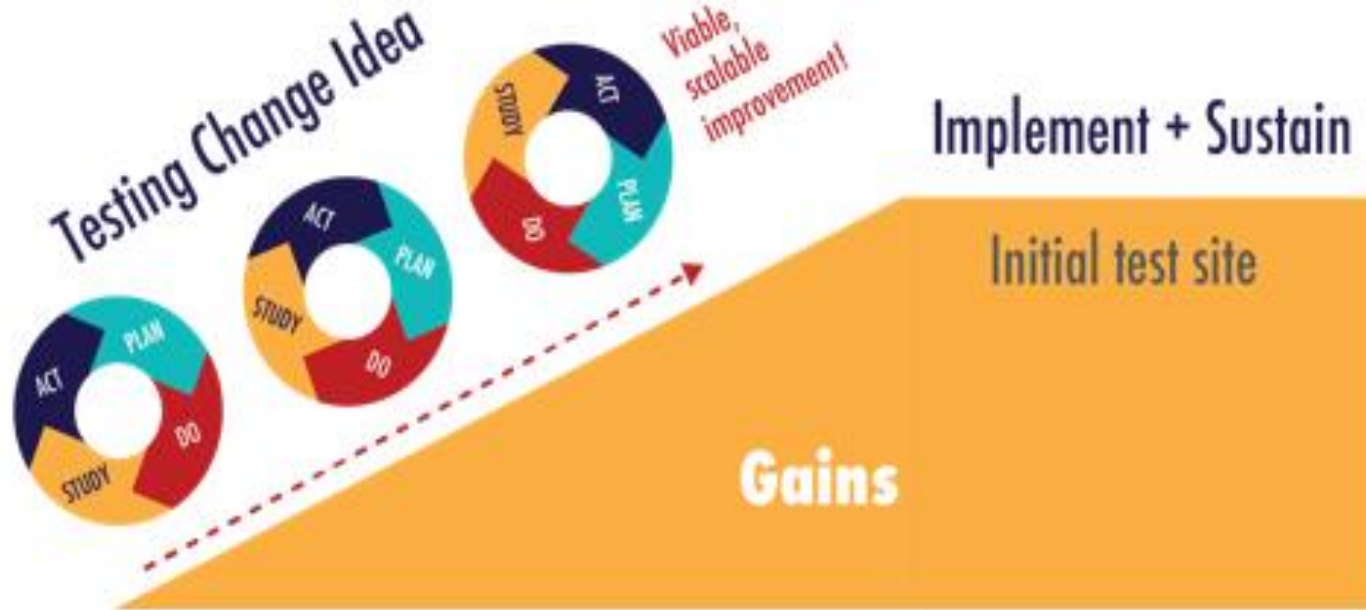 Testing Change Idea
Viable,
scalable
improvement!
Implement + Sustain
Initial test site
Gains
ACT
PLAN
DO
STUDY
ACT
PLAN
DO
STUDY
ACT
PLAN
DO
STUDY